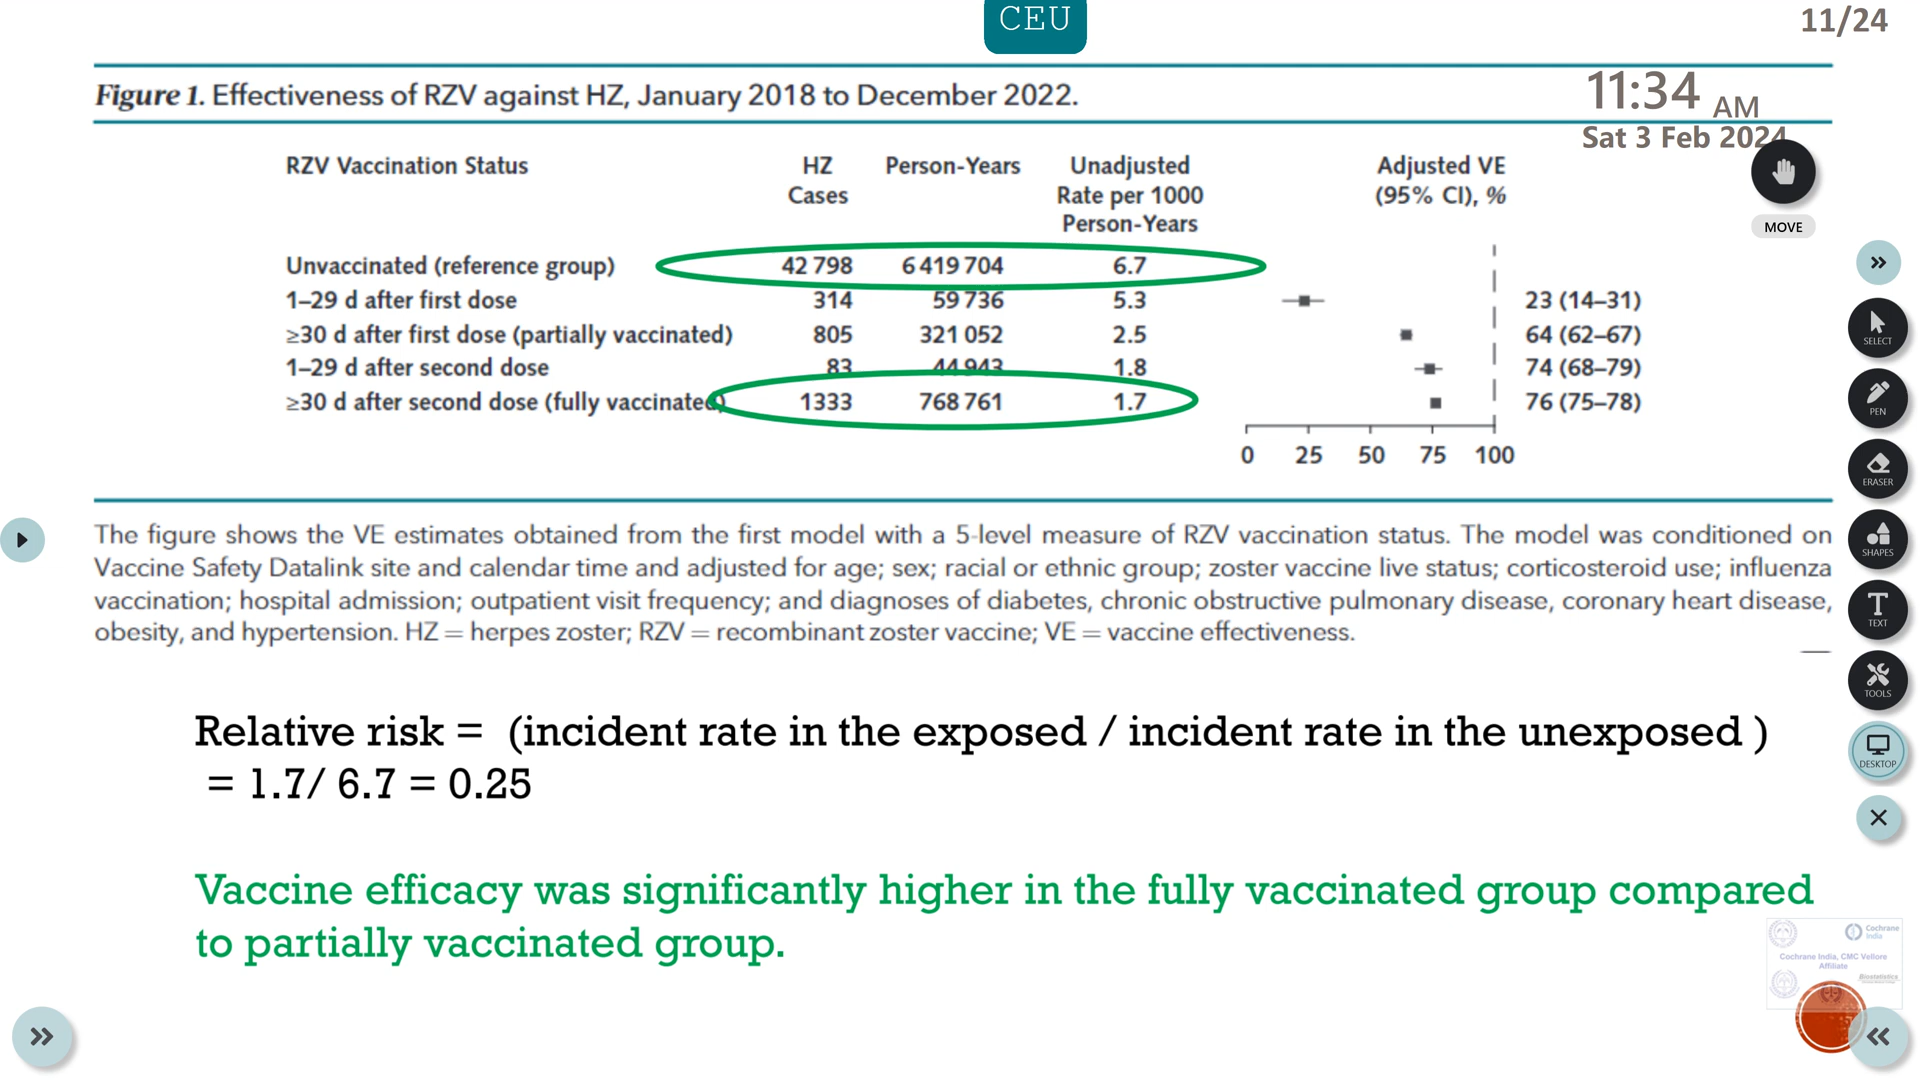 CEU
11/24
Figure 1. Effectiveness of RZV against HZ, January 2018 to December 2022.
11:34 AM
Sat 3 Feb 2024
RZV Vaccination Status HZ Cases Person-Years Unadjusted Rate per 1000 Person-Years Adjusted VE (95% CI), %
MOVE
Unvaccinated (reference group) 42 798 6 419 704 6.7
1–29 d after first dose 314 59 736 5.3 23 (14–31)
≥30 d after first dose (partially vaccinated) 805 321 052 2.5 64 (62–67)
1–29 d after second dose 83 44 943 1.8 74 (68–79)
≥30 d after second dose (fully vaccinated) 1333 768 761 1.7 76 (75–78)
0 25 50 75 100
The figure shows the VE estimates obtained from the first model with a 5-level measure of RZV vaccination status. The model was conditioned on
Vaccine Safety Datalink site and calendar time and adjusted for age; sex; racial or ethnic group; zoster vaccine live status; corticosteroid use; influenza
vaccination; hospital admission; outpatient visit frequency; and diagnoses of diabetes, chronic obstructive pulmonary disease, coronary heart disease,
obesity, and hypertension. HZ = herpes zoster; RZV = recombinant zoster vaccine; VE = vaccine effectiveness.
Relative risk = (incident rate in the exposed / incident rate in the unexposed )
= 1.7/ 6.7 = 0.25
Vaccine efficacy was significantly higher in the fully vaccinated group compared
to partially vaccinated group.
SELECT
PEN
ERASER
SHAPES
TEXT
TOOLS
DESKTOP
Cochrane
India
Cochrane India, CMC Vellore
Affiliate
Biostatistics